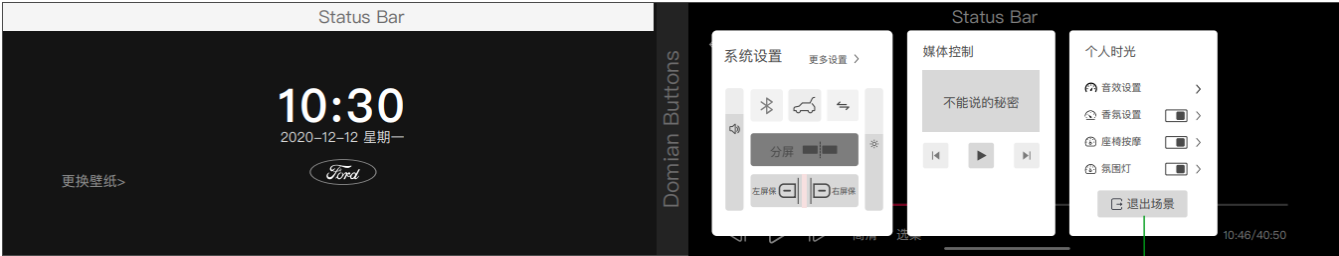 Status Bar
10:30
2020-12-12 星期一
Ford
更换壁纸>
Domian Buttons
Status Bar
系统设置
更多设置 >
分屏
左屏保
右屏保
媒体控制
不能说的秘密
个人时光
音效设置 >
香氛设置 >
座椅按摩 >
氛围灯 >
退出场景
选集
10:46/40:50